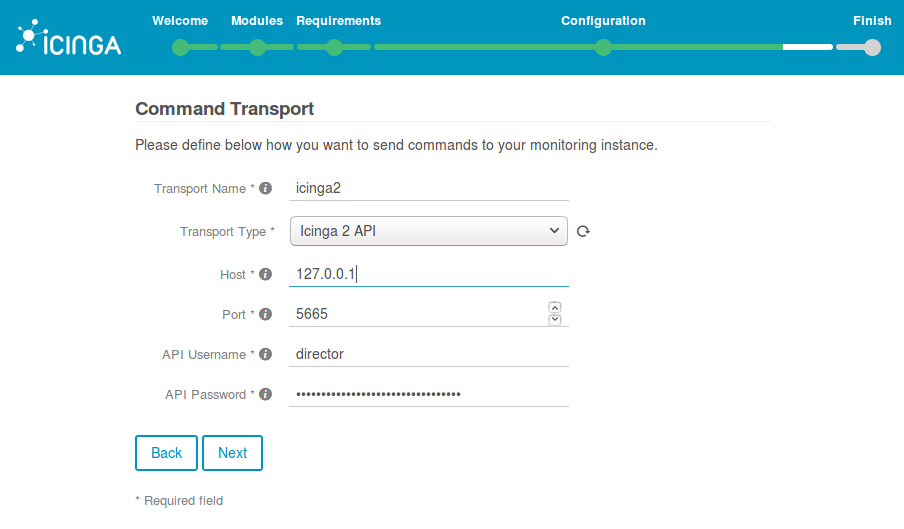 Welcome Modules Requirements Configuration Finish
ICINGA
Command Transport
Please define below how you want to send commands to your monitoring instance.
Transport Name * i icinga2
Transport Type * Icinga 2 API
Host * i 127.0.0.1
Port * i 5665
API Username * i director
API Password * i •••••••••••••••••••••••••••••••••
Back Next
* Required field